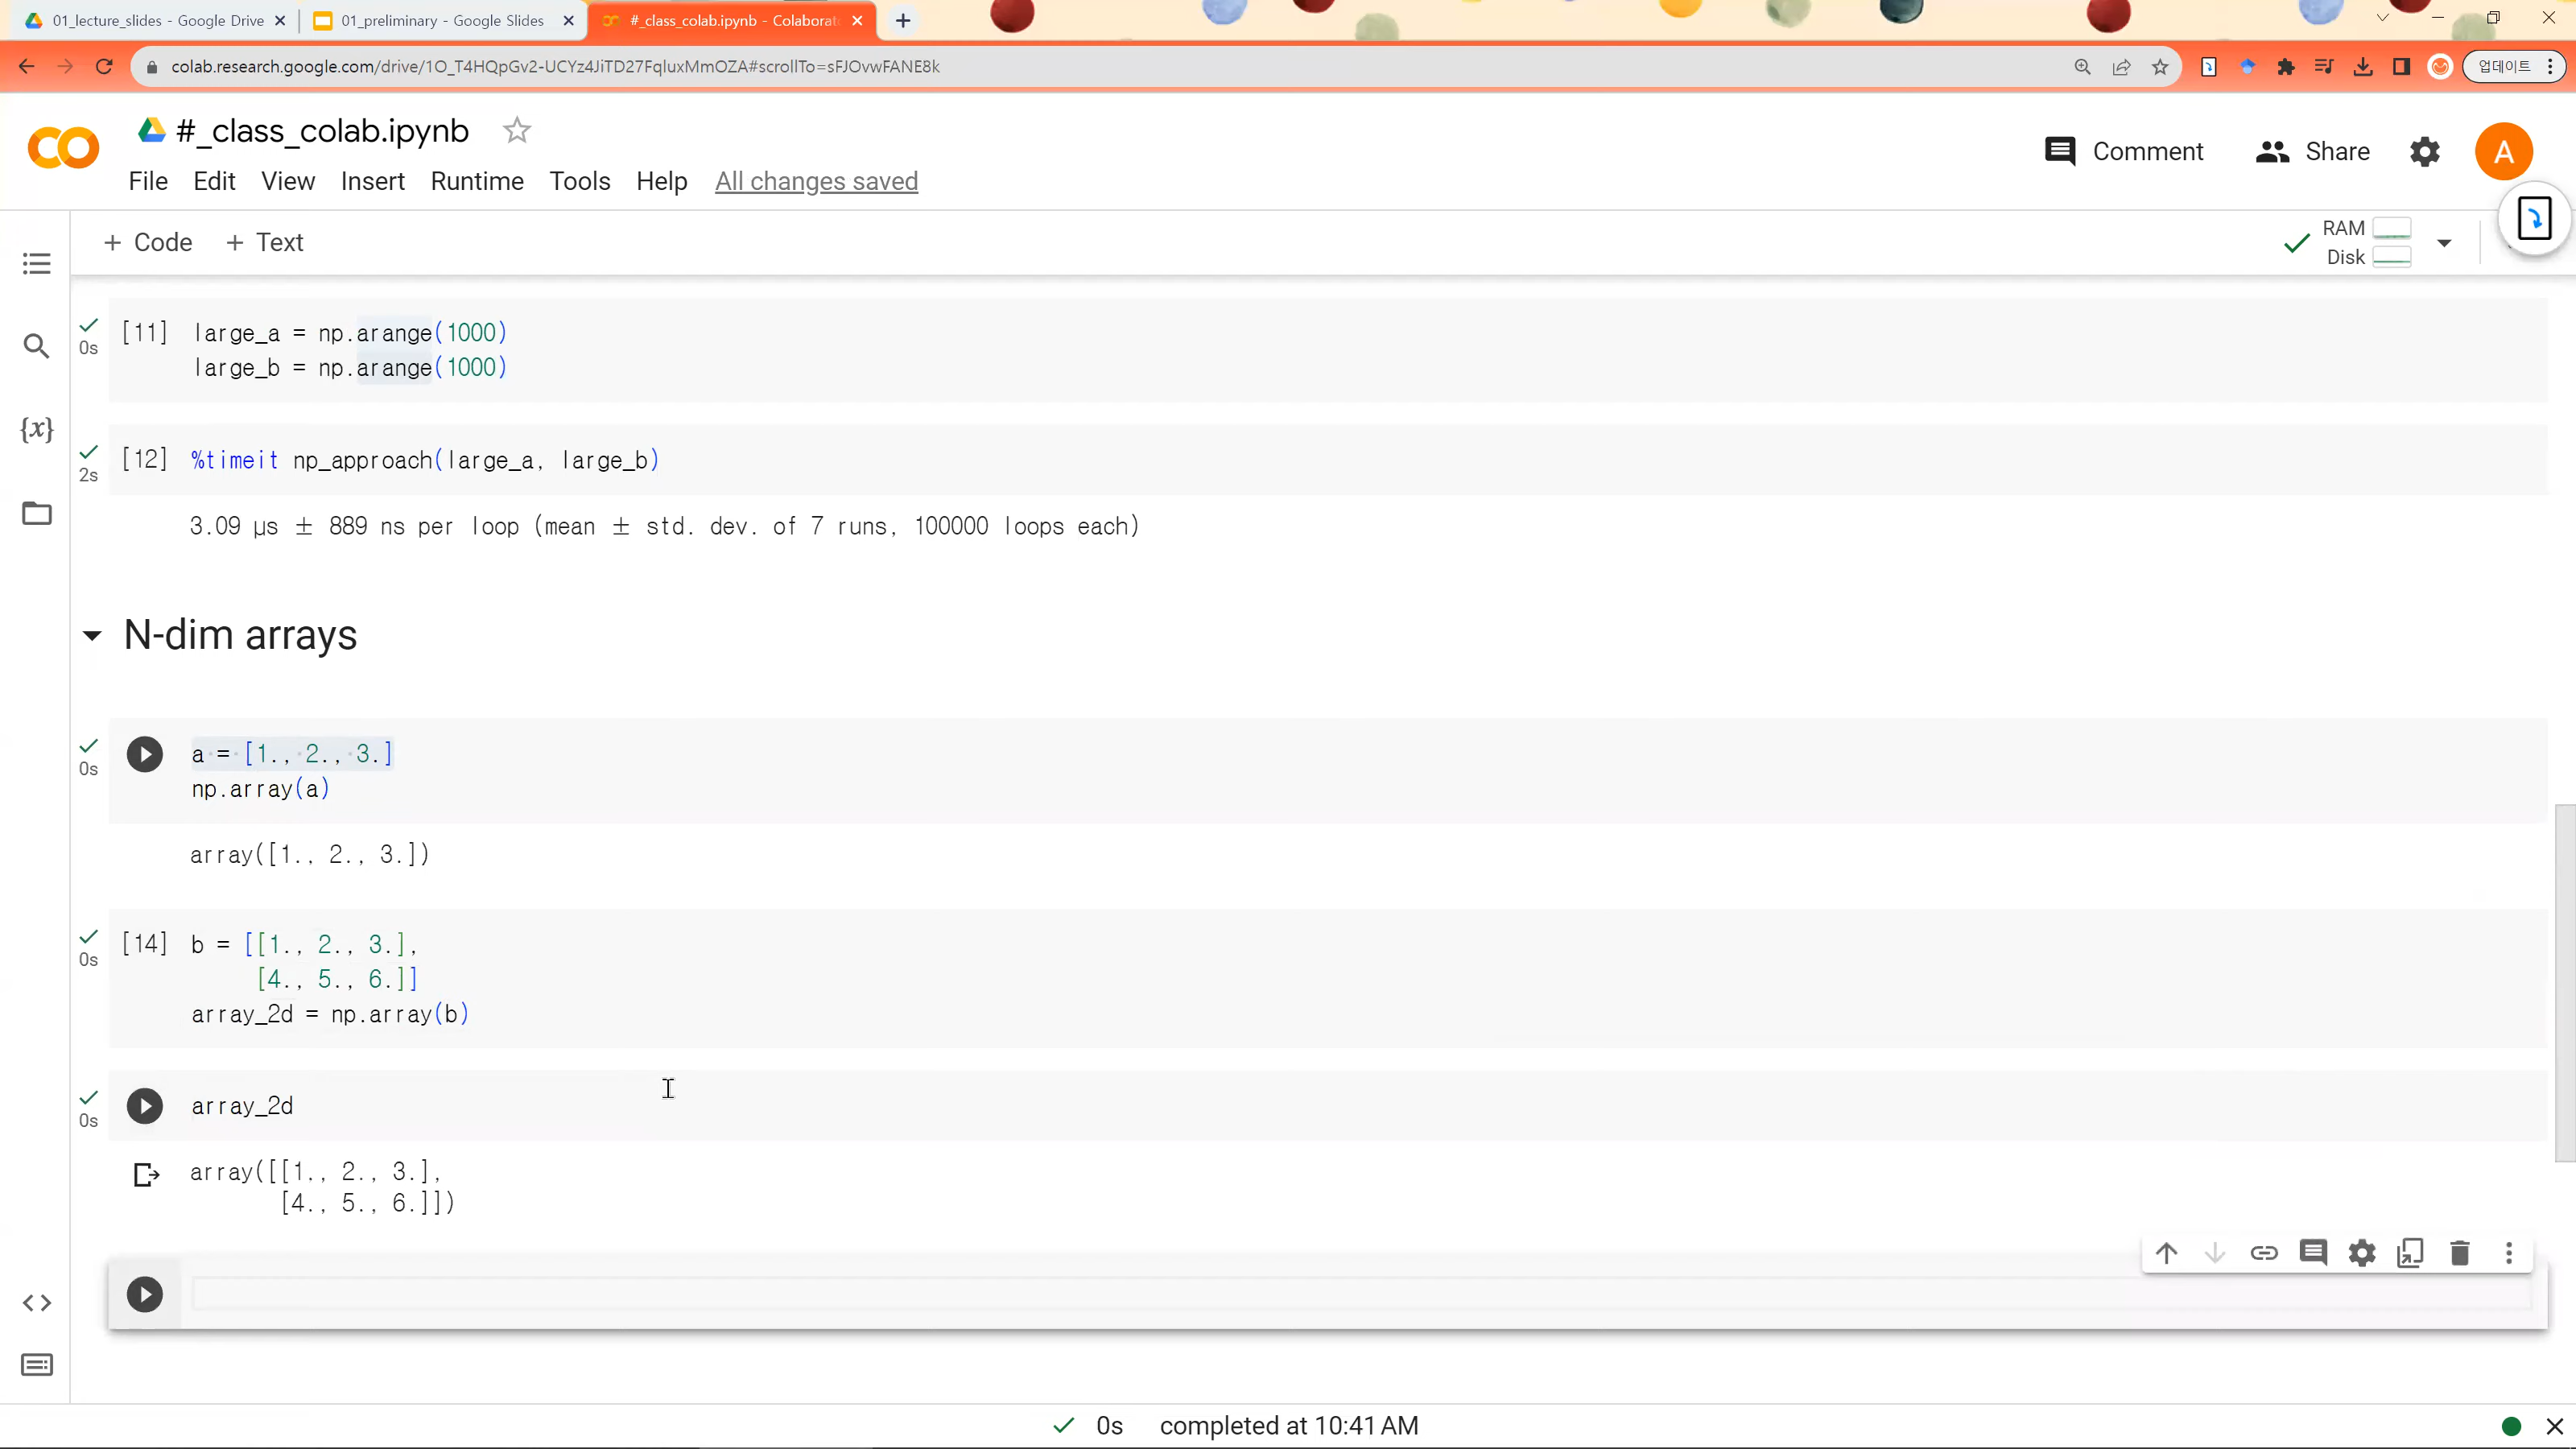 01_lecture_slides - Google Drive
01_preliminary - Google Slides
#_class_colab.ipynb - Colaborat
colab.research.google.com/drive/1O_T4HQpGv2-UCYz4JiTD27FqluxMmOZA#scrollTo=sFJOvwFANE8k
업데이트
#_class_colab.ipynb
File Edit View Insert Runtime Tools Help All changes saved
Comment
Share
A
+ Code + Text
RAM
Disk
[11] large_a = np.arange(1000)
0s
large_b = np.arange(1000)
[12] %timeit np_approach(large_a, large_b)
2s
3.09 µs ± 889 ns per loop (mean ± std. dev. of 7 runs, 100000 loops each)
N-dim arrays
a = [1., 2., 3.]
0s
np.array(a)
array([1., 2., 3.])
[14] b = [[1., 2., 3.],
0s
[4., 5., 6.]]
array_2d = np.array(b)
array_2d
0s
array([[1., 2., 3.],
[4., 5., 6.]])
0s completed at 10:41 AM